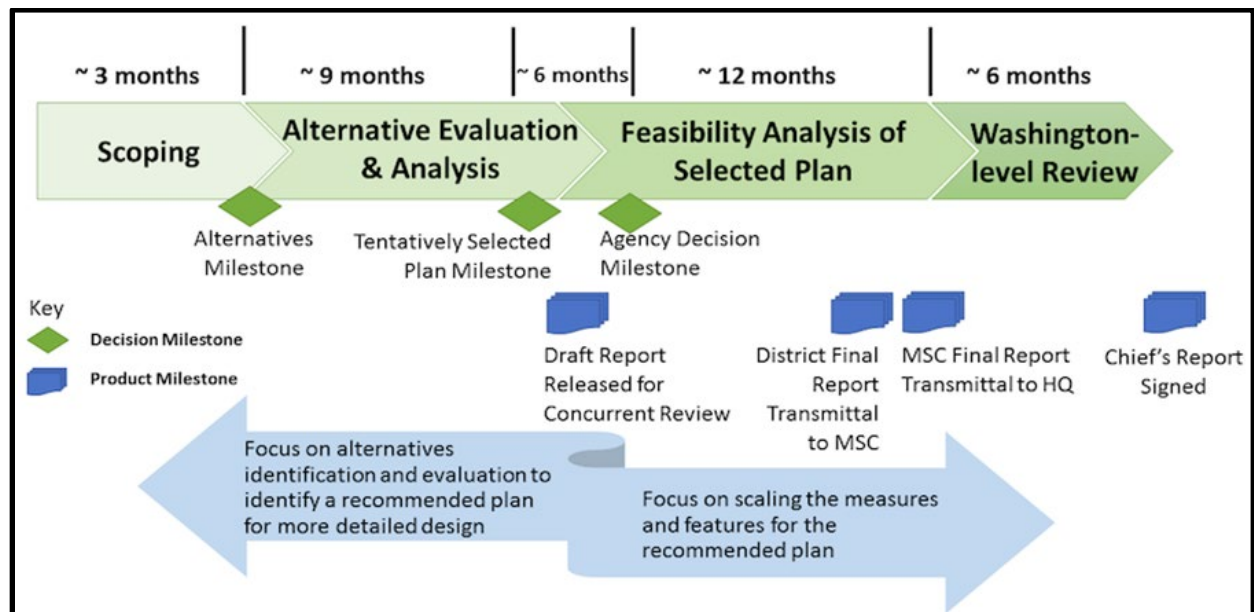 ~ 3 months
~ 9 months
~ 6 months
~ 12 months
~ 6 months
Scoping
Alternative Evaluation
& Analysis
Feasibility Analysis of
Selected Plan
Washington-
level Review
Alternatives
Milestone
Tentatively Selected
Plan Milestone
Agency Decision
Milestone
Key
Decision Milestone
Product Milestone
Draft Report
Released for
Concurrent Review
District Final
Report
Transmittal
to MSC
MSC Final Report
Transmittal to HQ
Chief's Report
Signed
Focus on alternatives
identification and evaluation to
identify a recommended plan
for more detailed design
Focus on scaling the measures
and features for the
recommended plan